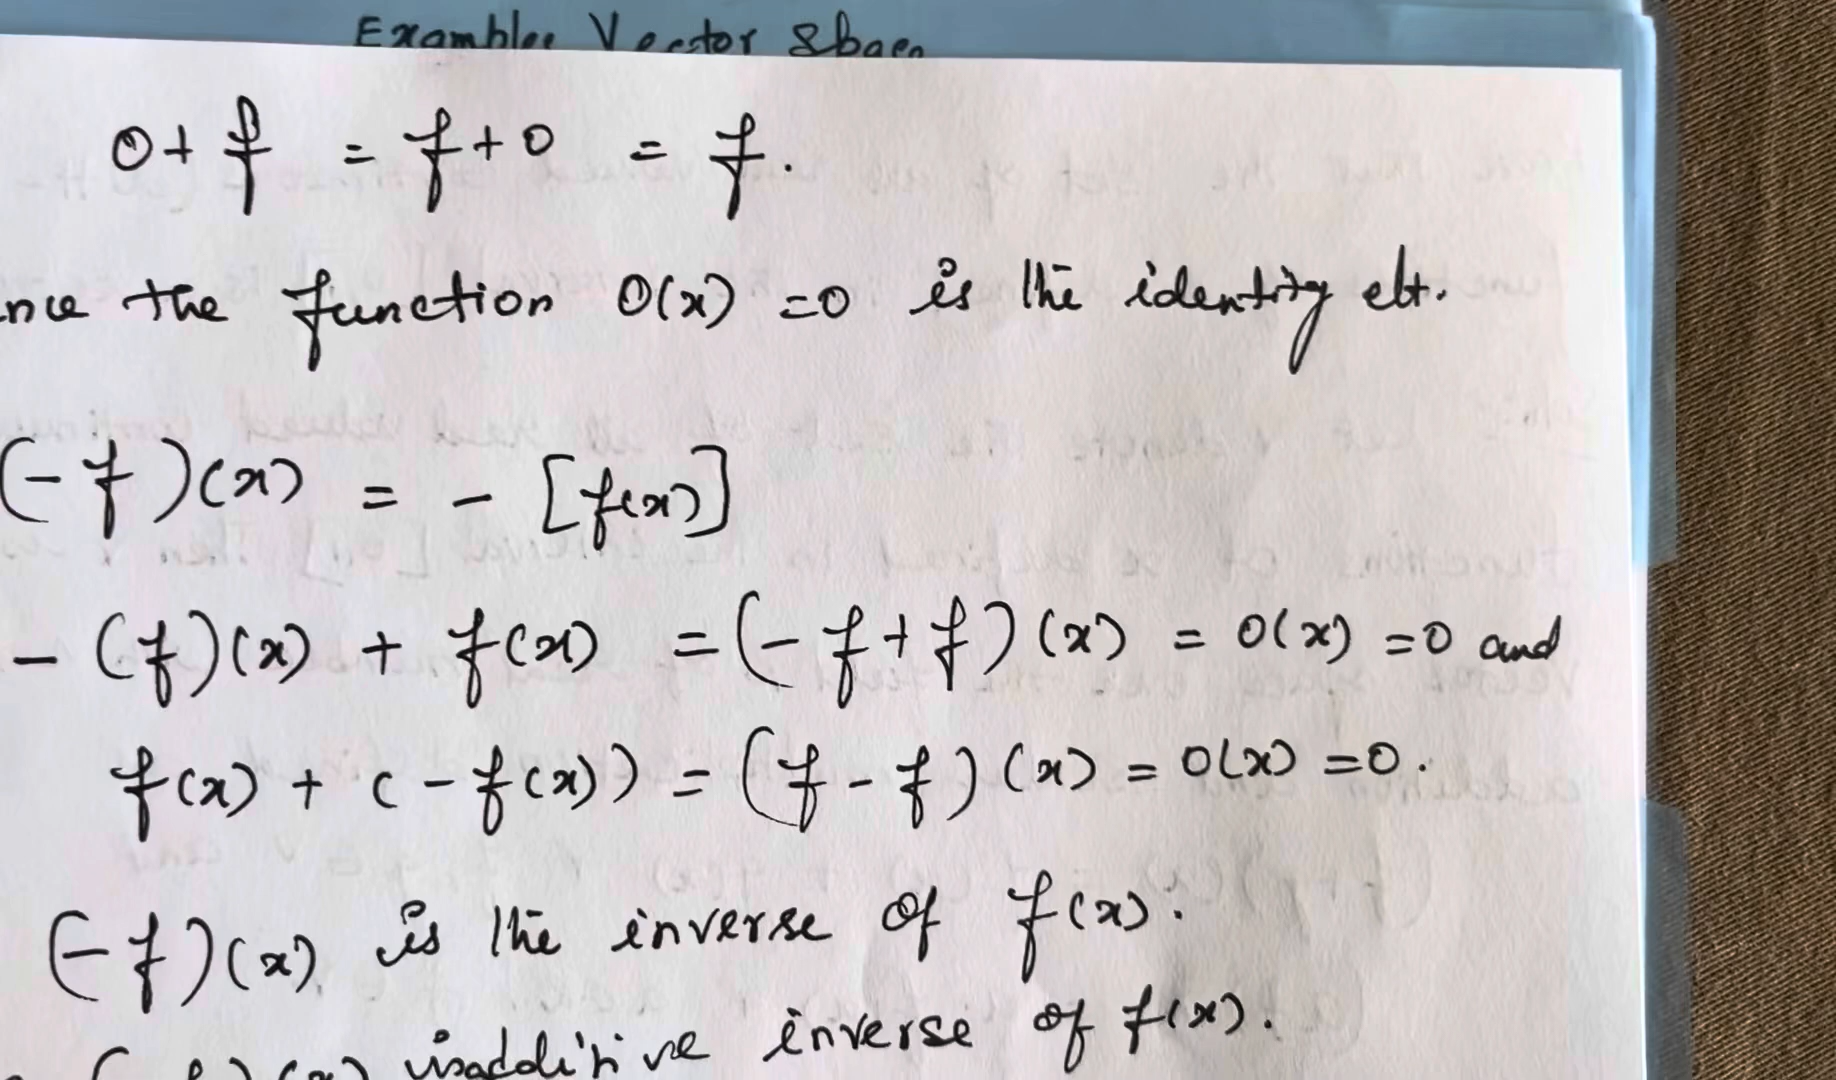 Examples Vector Space
0 + f = f + 0 = f.
nce the function 0(x) = 0 is the identity elt.
(-f)(x) = - [f(x)]
- (f)(x) + f(x) = (-f + f)(x) = 0(x) = 0 and
f(x) + (-f(x)) = (f - f)(x) = 0(x) = 0.
(-f)(x) is the inverse of f(x).
(-f)(x) is additive inverse of f(x).